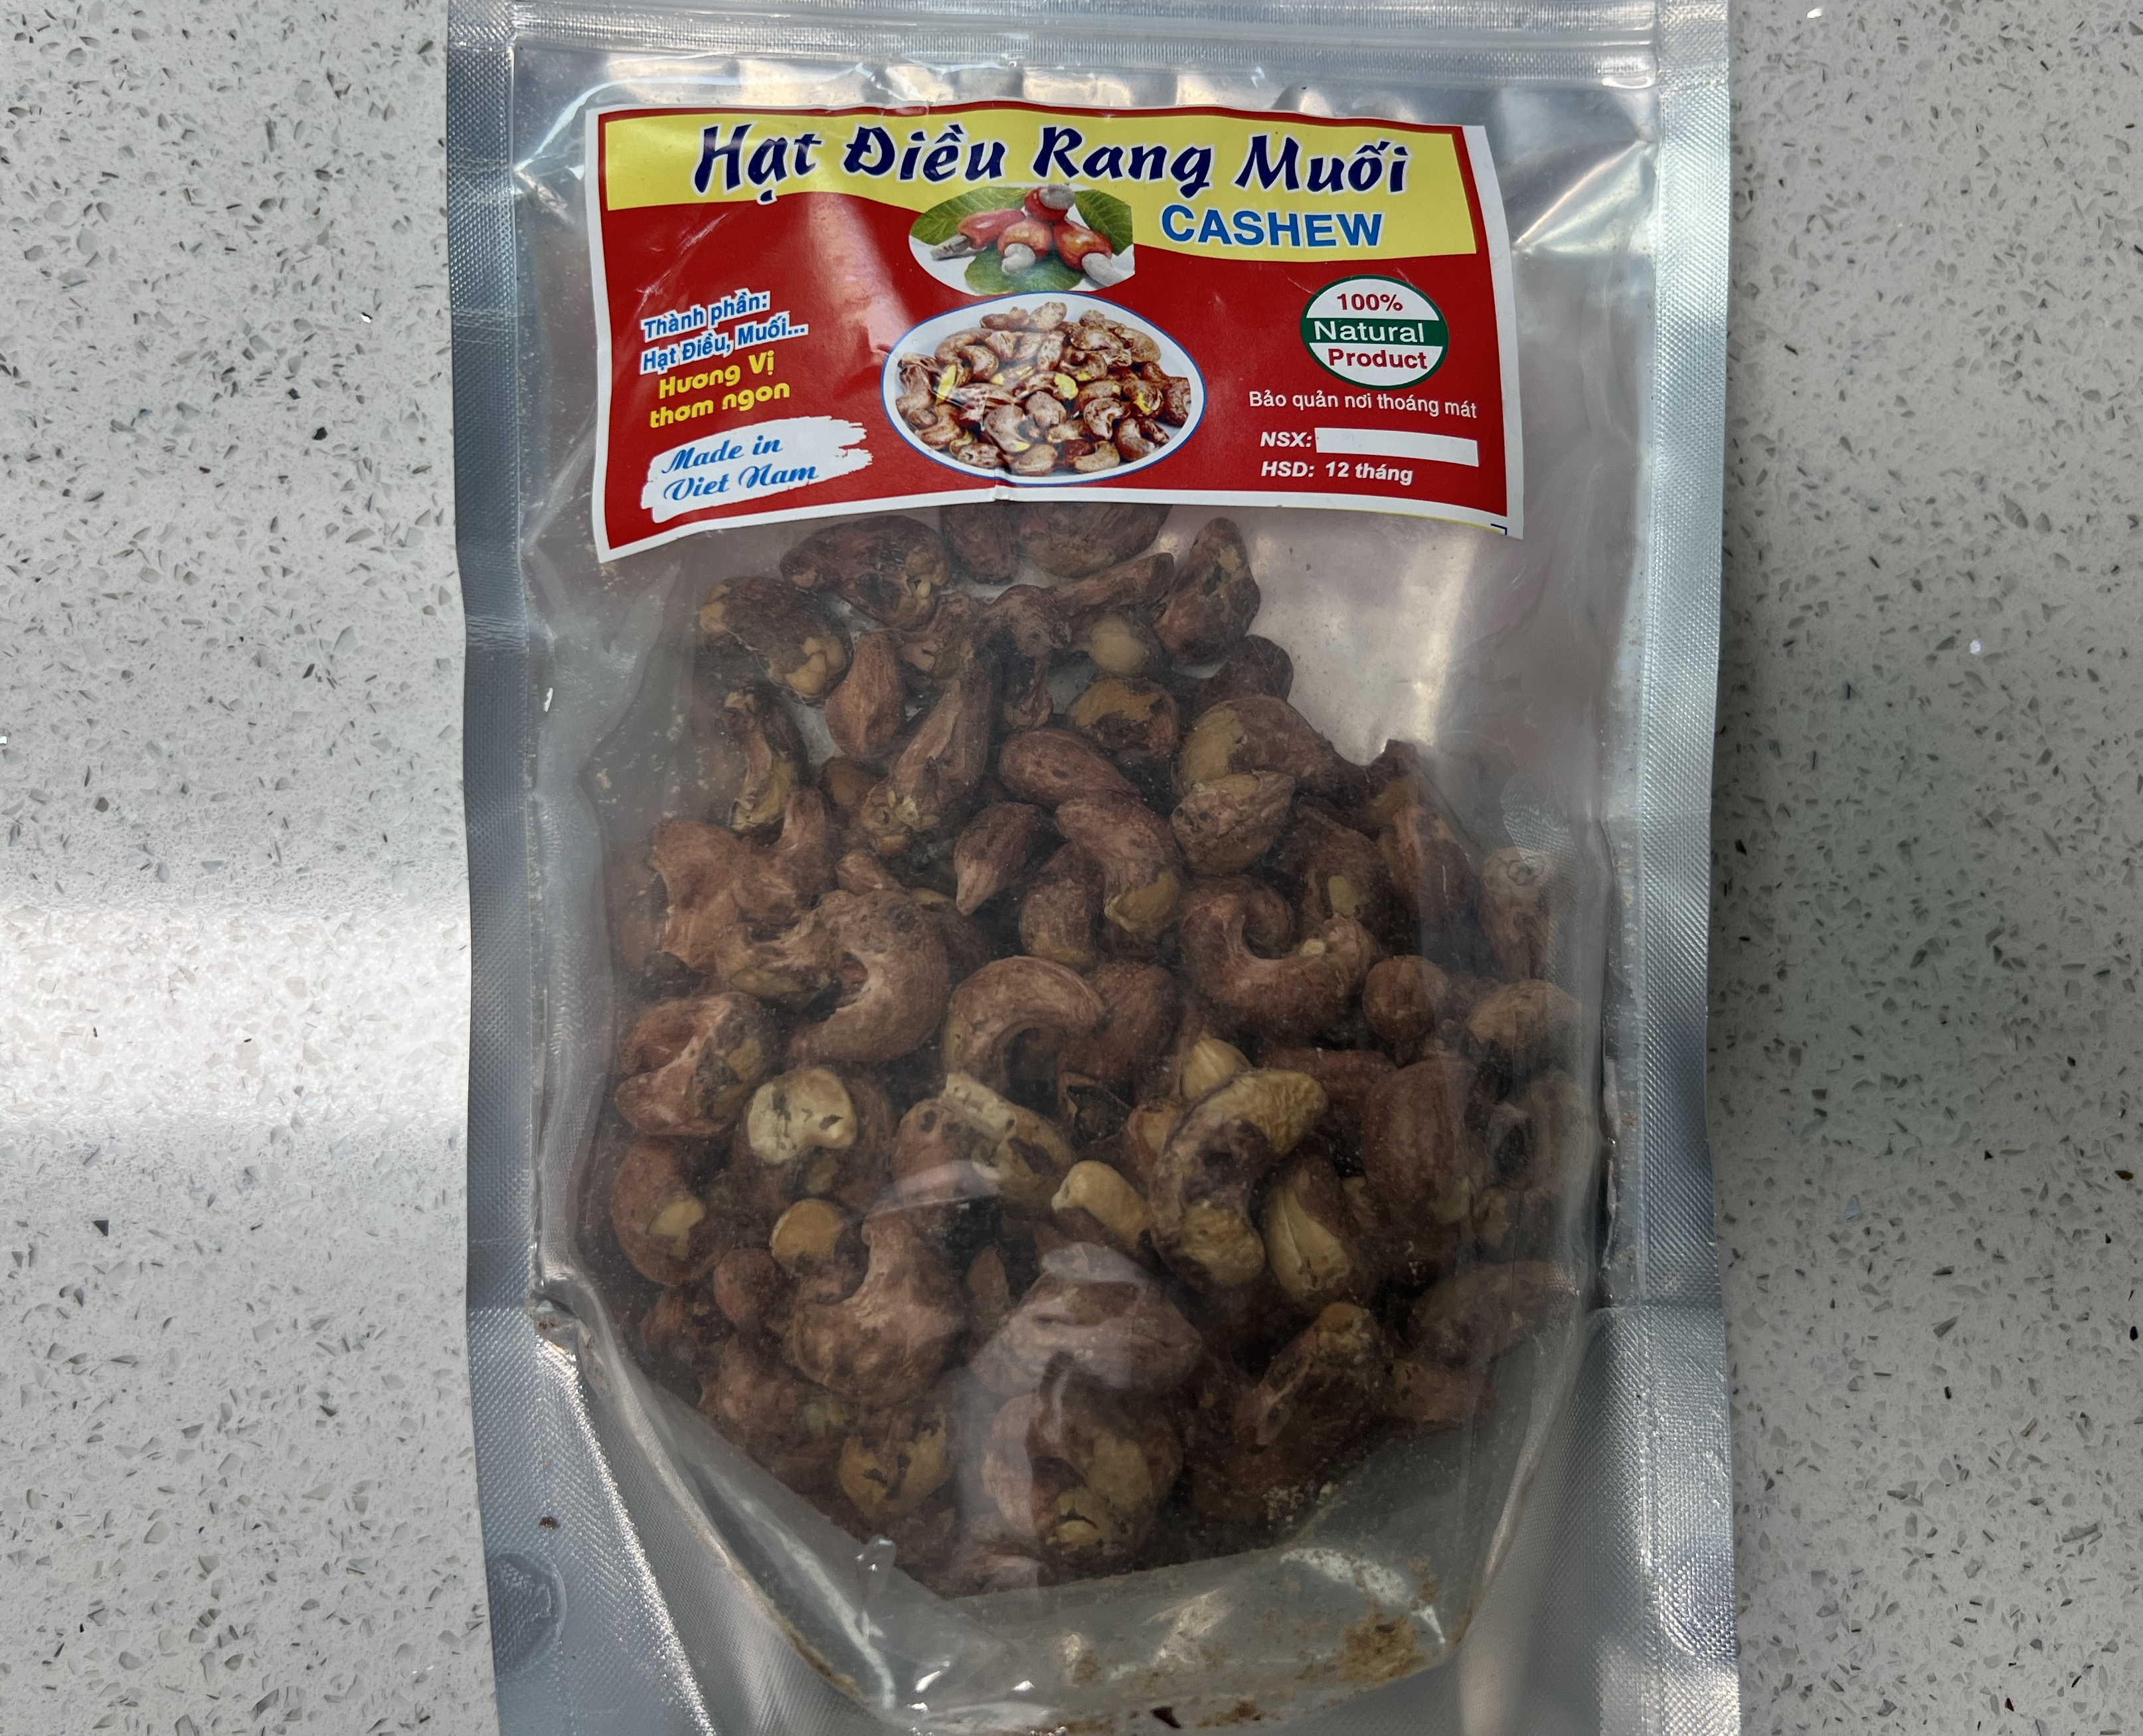 Hạt Điều Rang Muối
CASHEW
Thành phần:
Hạt Điều, Muối...
Hương Vị
thơm ngon
Made in
Viet Nam
100%
Natural
Product
Bảo quản nơi thoáng mát
NSX:
HSD: 12 tháng